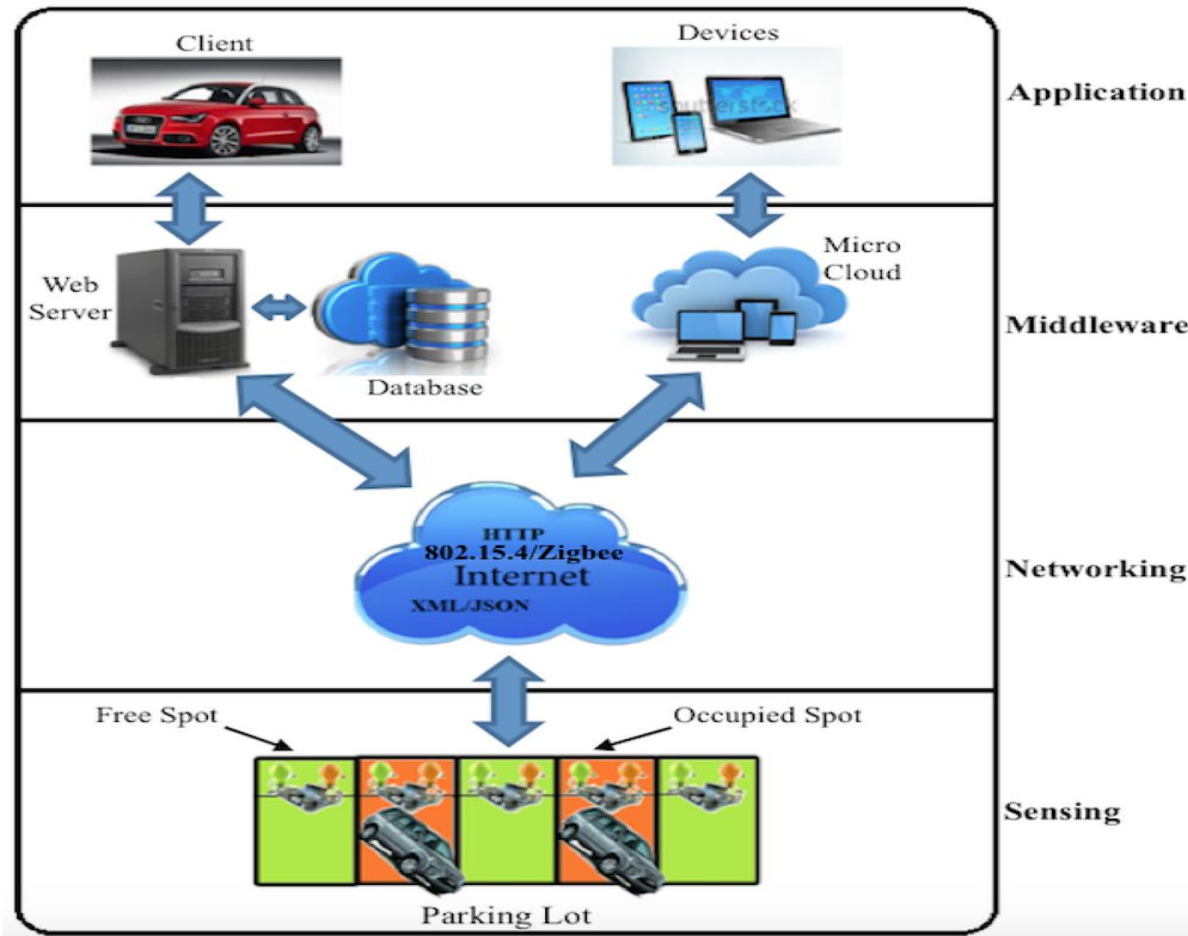 Client
Devices
Application
shutterstock
Web
Server
Database
Micro
Cloud
Middleware
HTTP
802.15.4/Zigbee
Internet
XML/JSON
Networking
Free Spot
Occupied Spot
Sensing
Parking Lot